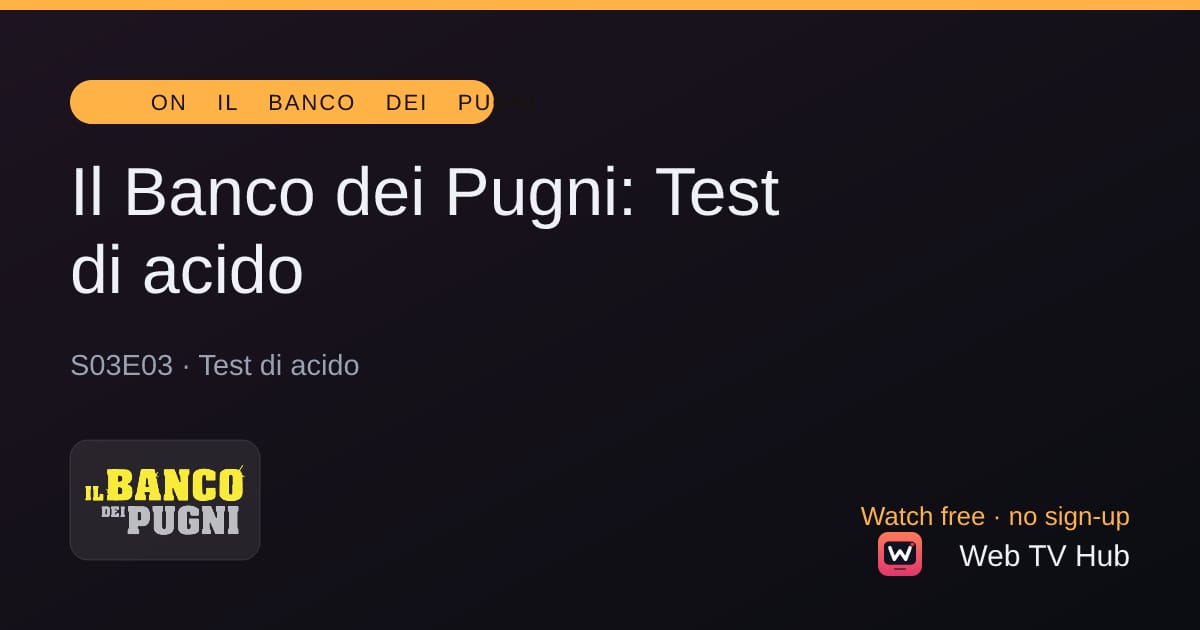 ON IL BANCO DEI PUGNI
Il Banco dei Pugni: Test
di acido
S03E03 · Test di acido
IL BANCO
DEI PUGNI
Watch free · no sign-up
W Web TV Hub